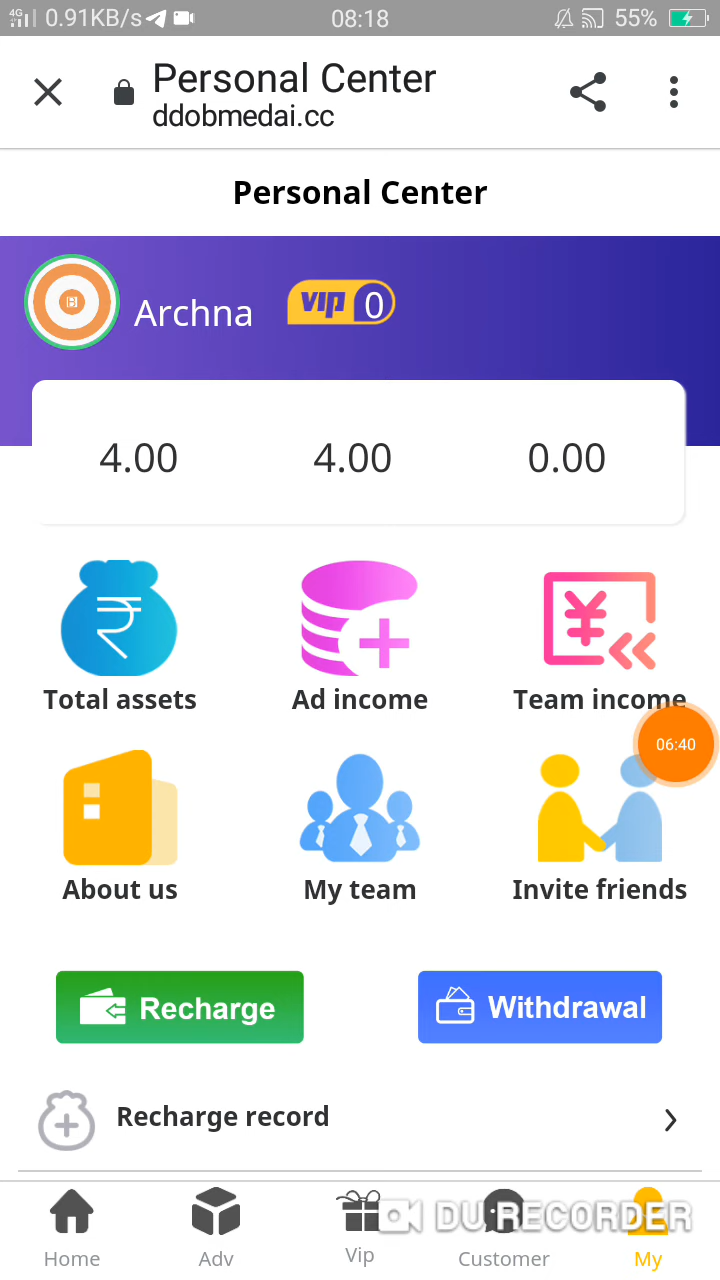 4G 0.91KB/s 08:18 55%
Personal Center
ddobmedai.cc
Personal Center
Archna vip 0
4.00 4.00 0.00
₹ ¥
Total assets Ad income Team income
06:40
About us My team Invite friends
Recharge Withdrawal
Recharge record
DU RECORDER
Home Adv Vip Customer My